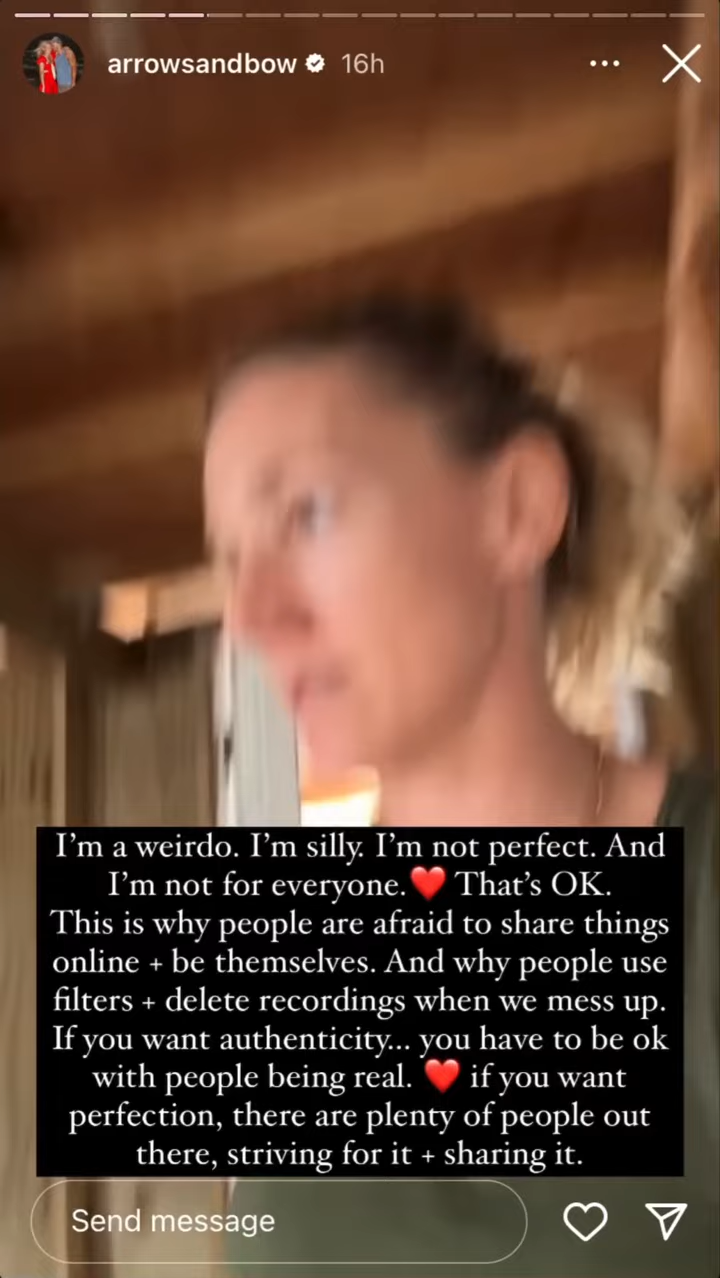 arrowsandbow 16h
I'm a weirdo. I'm silly. I'm not perfect. And
I'm not for everyone.❤️ That's OK.
This is why people are afraid to share things
online + be themselves. And why people use
filters + delete recordings when we mess up.
If you want authenticity... you have to be ok
with people being real. ❤️ if you want
perfection, there are plenty of people out
there, striving for it + sharing it.
Send message